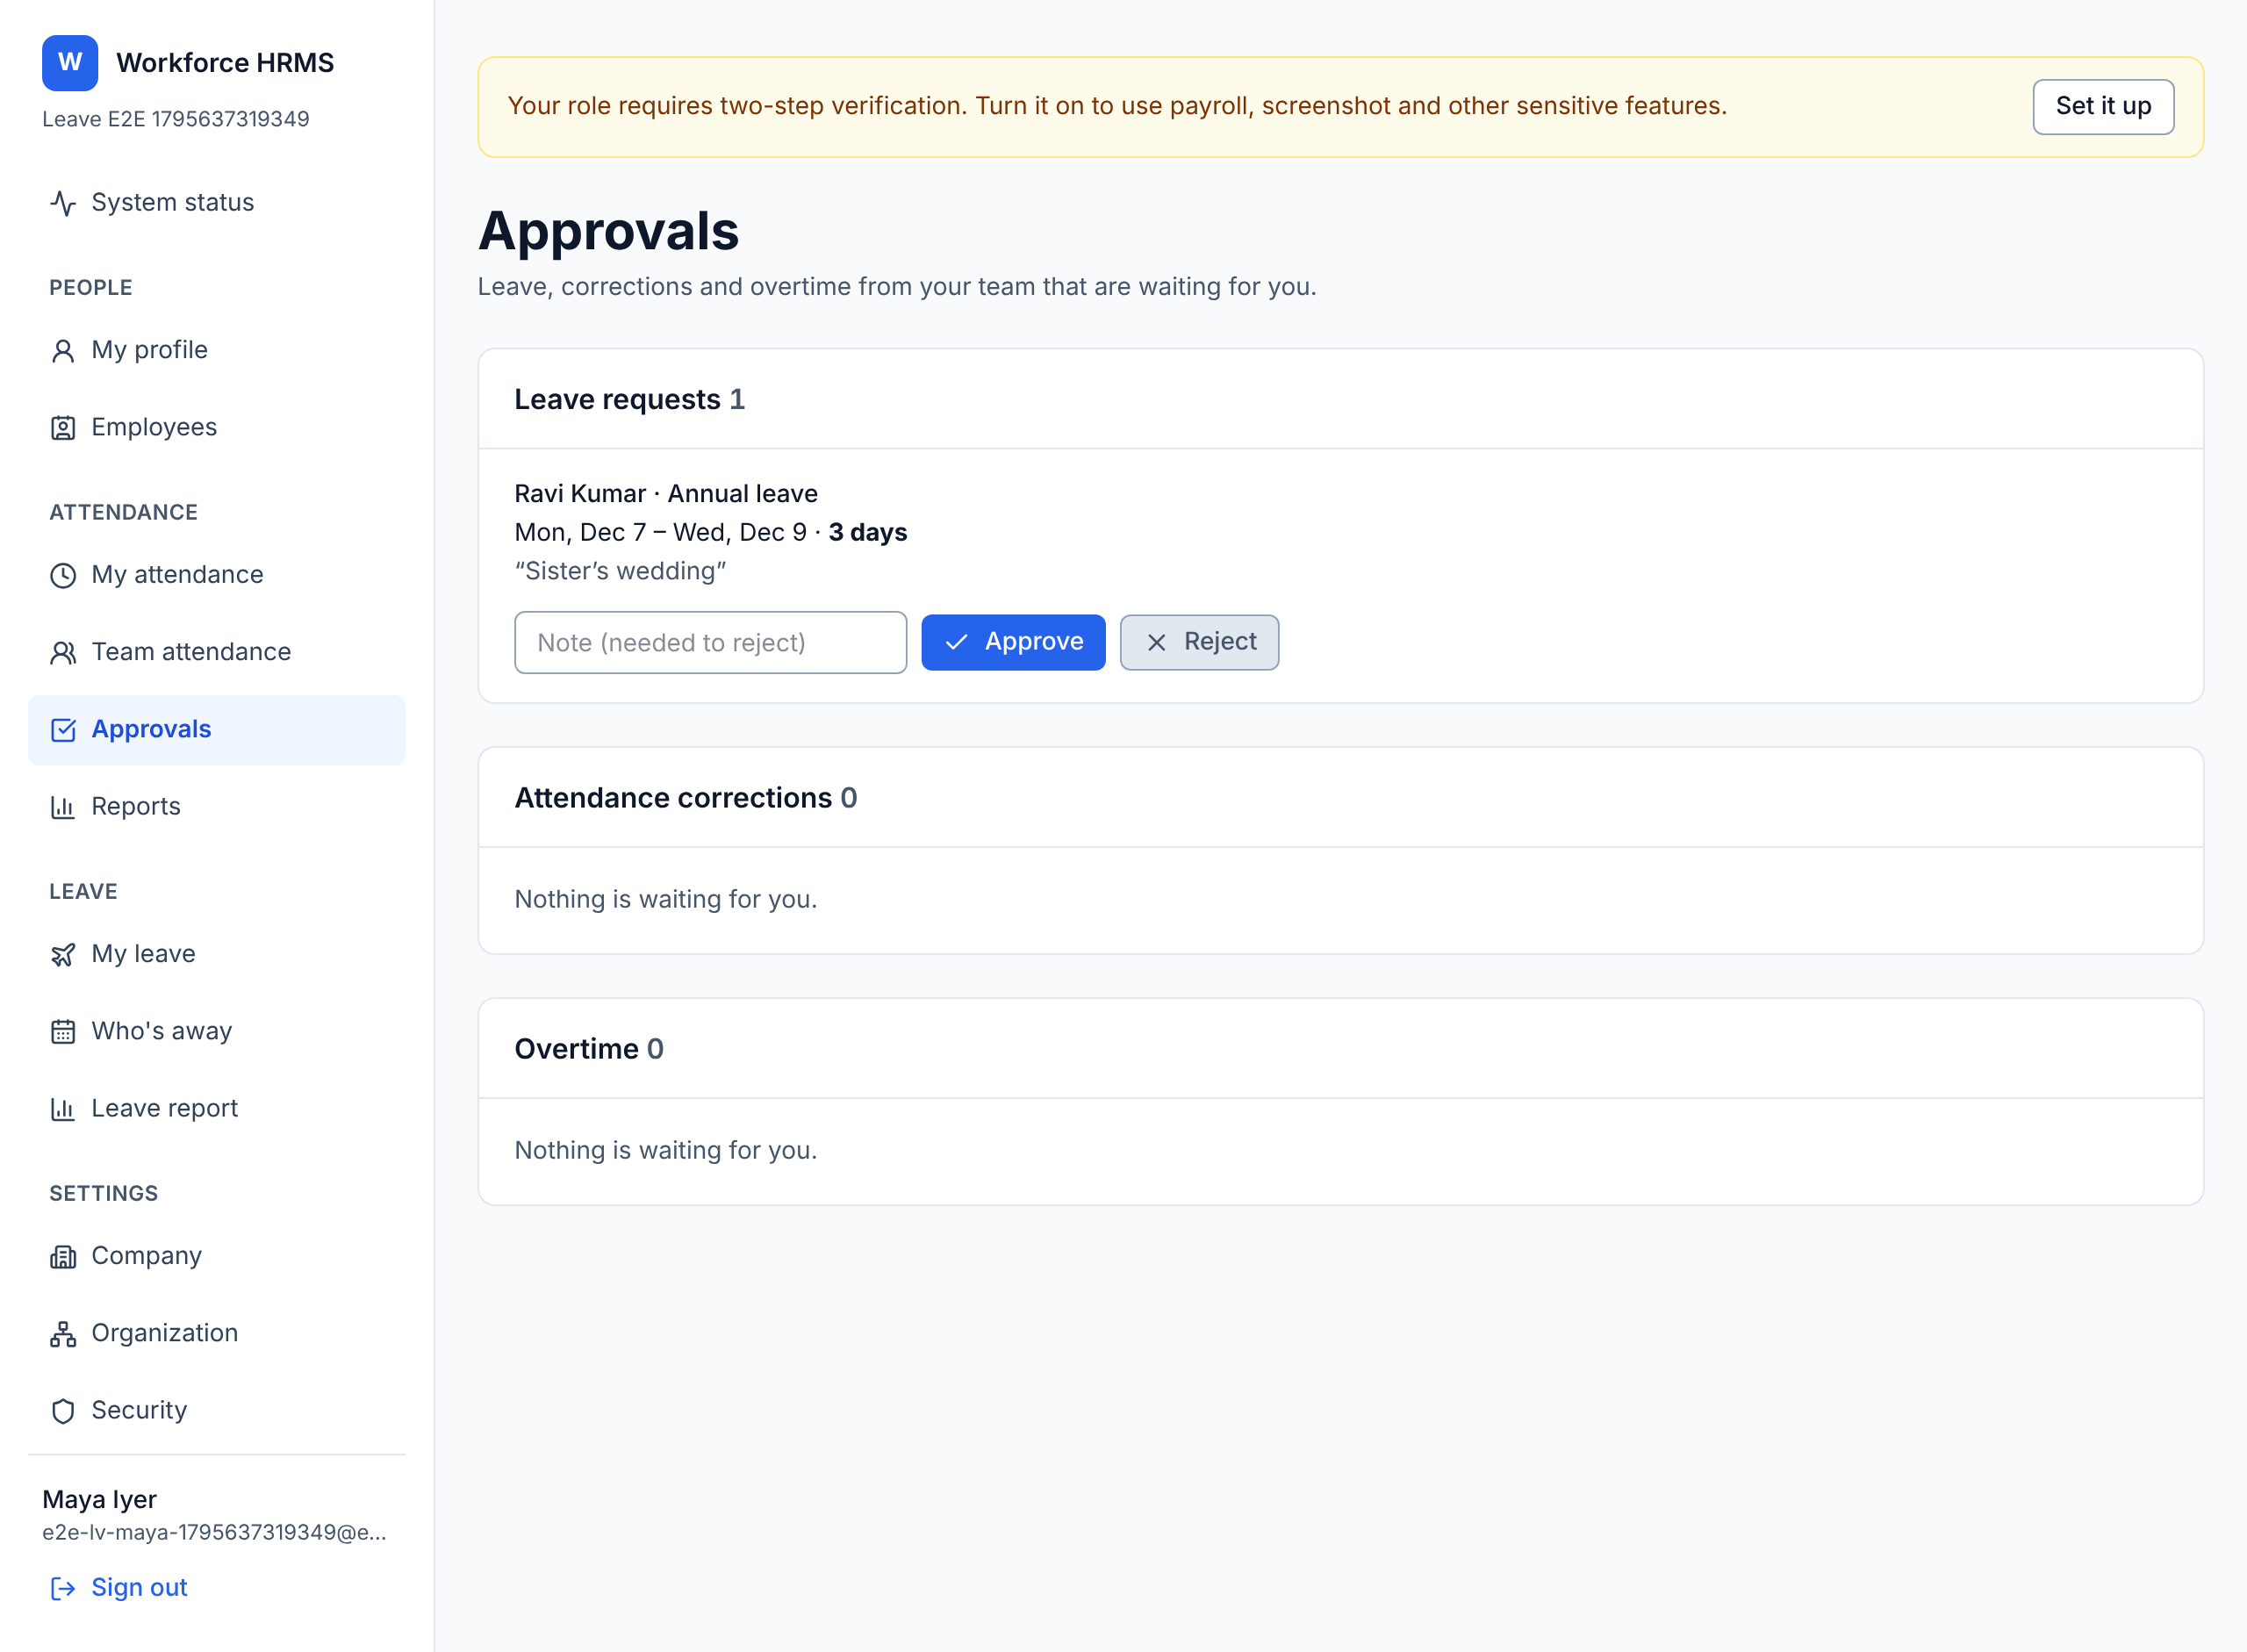 W
Workforce HRMS
Leave E2E 1795637319349
System status
PEOPLE
My profile
Employees
ATTENDANCE
My attendance
Team attendance
Approvals
Reports
LEAVE
My leave
Who's away
Leave report
SETTINGS
Company
Organization
Security
Maya Iyer
e2e-lv-maya-1795637319349@e...
Sign out
Your role requires two-step verification. Turn it on to use payroll, screenshot and other sensitive features.
Set it up
Approvals
Leave, corrections and overtime from your team that are waiting for you.
Leave requests 1
Ravi Kumar · Annual leave
Mon, Dec 7 – Wed, Dec 9 · 3 days
“Sister’s wedding”
Note (needed to reject)
Approve
Reject
Attendance corrections 0
Nothing is waiting for you.
Overtime 0
Nothing is waiting for you.